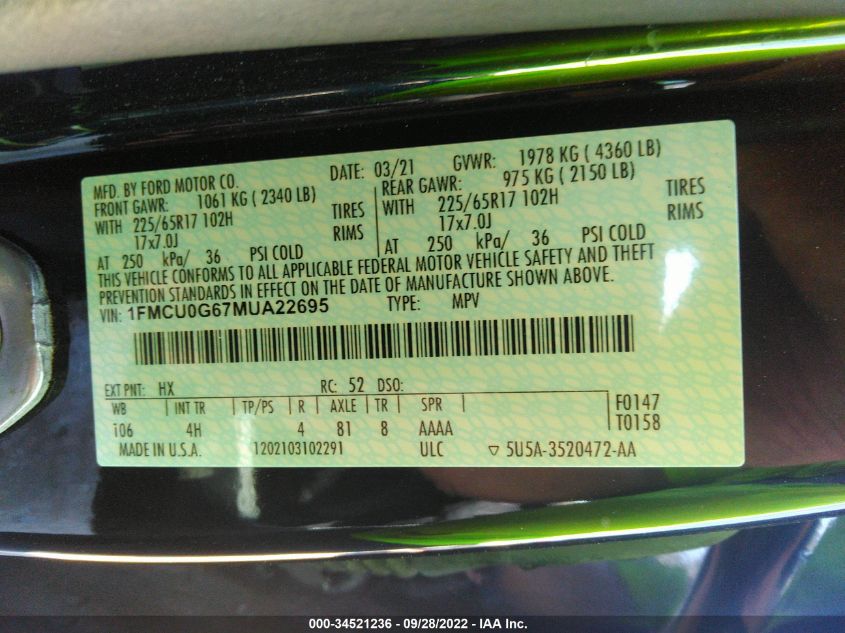 MFD. BY FORD MOTOR CO. DATE: 03/21 GVWR: 1978 KG ( 4360 LB)
FRONT GAWR: 1061 KG ( 2340 LB) REAR GAWR: 975 KG ( 2150 LB)
WITH 225/65R17 102H TIRES WITH 225/65R17 102H TIRES
17x7.0J RIMS 17x7.0J RIMS
AT 250 kPa/ 36 PSI COLD AT 250 kPa/ 36 PSI COLD
THIS VEHICLE CONFORMS TO ALL APPLICABLE FEDERAL MOTOR VEHICLE SAFETY AND THEFT
PREVENTION STANDARDS IN EFFECT ON THE DATE OF MANUFACTURE SHOWN ABOVE.
VIN: 1FMCU0G67MUA22695 TYPE: MPV
EXT PNT: HX RC: 52 DSO:
WB INT TR TP/PS R AXLE TR SPR F0147
106 4H 4 81 8 AAAA T0158
MADE IN U.S.A. 1202103102291 ULC ▽ 5U5A-3520472-AA
000-34521236 - 09/28/2022 - IAA Inc.